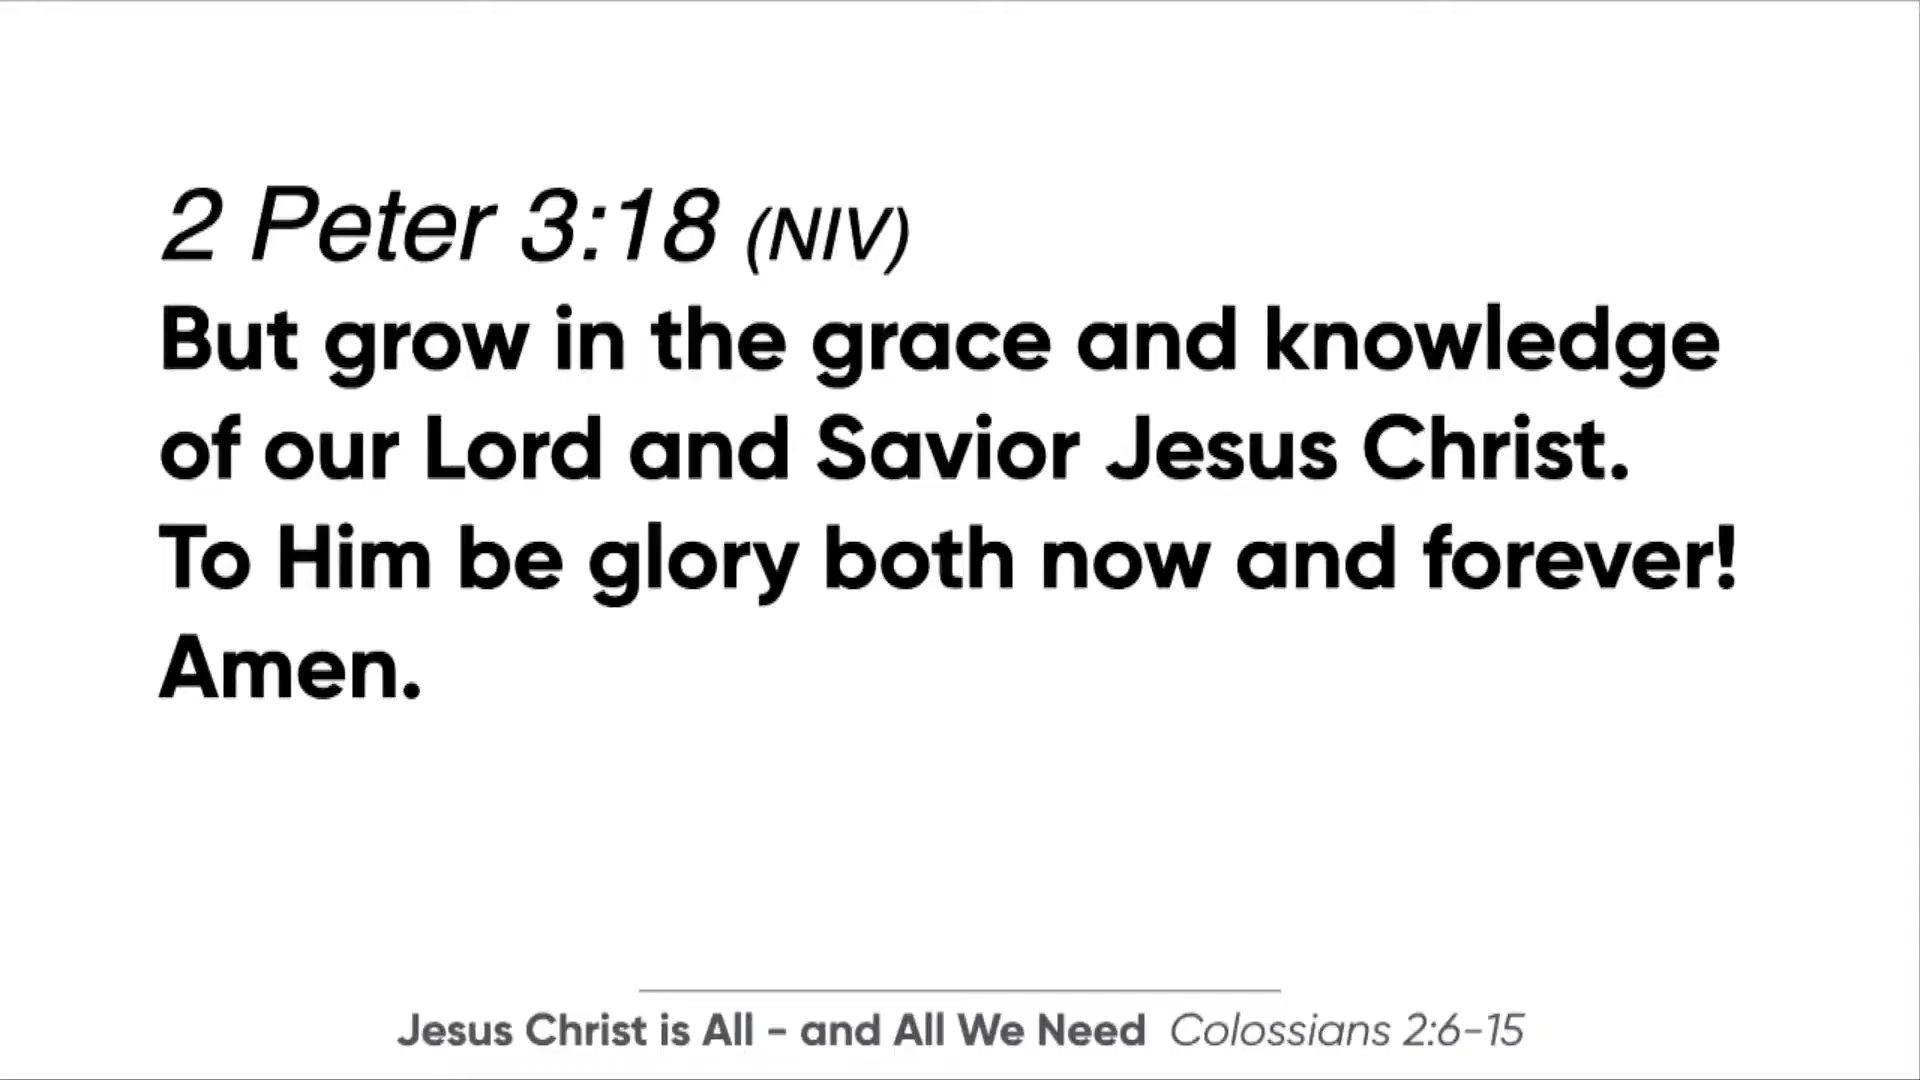 2 Peter 3:18 (NIV)
But grow in the grace and knowledge
of our Lord and Savior Jesus Christ.
To Him be glory both now and forever!
Amen.
Jesus Christ is All - and All We Need Colossians 2:6-15